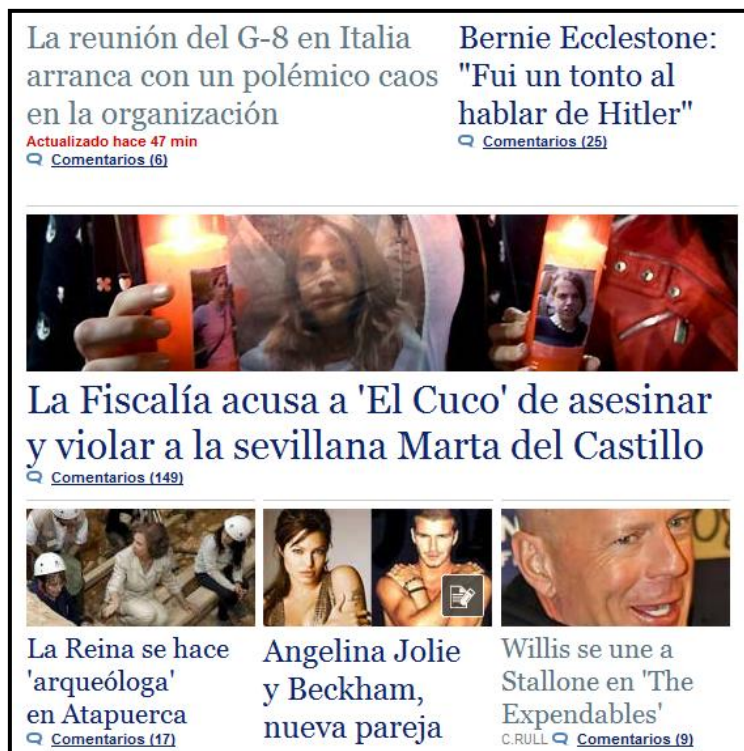 La reunión del G-8 en Italia
arranca con un polémico caos
en la organización
Actualizado hace 47 min
Comentarios (6)
Bernie Ecclestone:
"Fui un tonto al
hablar de Hitler"
Comentarios (25)
La Fiscalía acusa a 'El Cuco' de asesinar
y violar a la sevillana Marta del Castillo
Comentarios (149)
La Reina se hace
'arqueóloga'
en Atapuerca
Comentarios (17)
Angelina Jolie
y Beckham,
nueva pareja
Willis se une a
Stallone en 'The
Expendables'
C.RULL Comentarios (9)